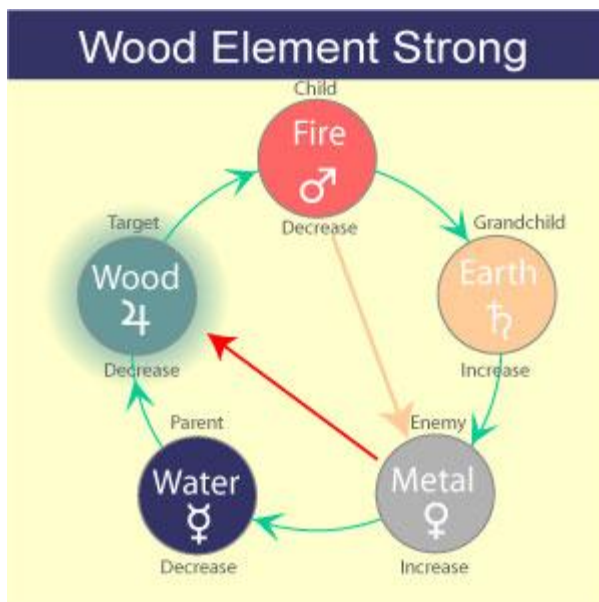 Wood Element Strong
Child
Fire
♂
Decrease
Target
Grandchild
Wood
♃
Earth
♄
Decrease
Increase
Parent
Enemy
Water
☿
Metal
♀
Decrease
Increase